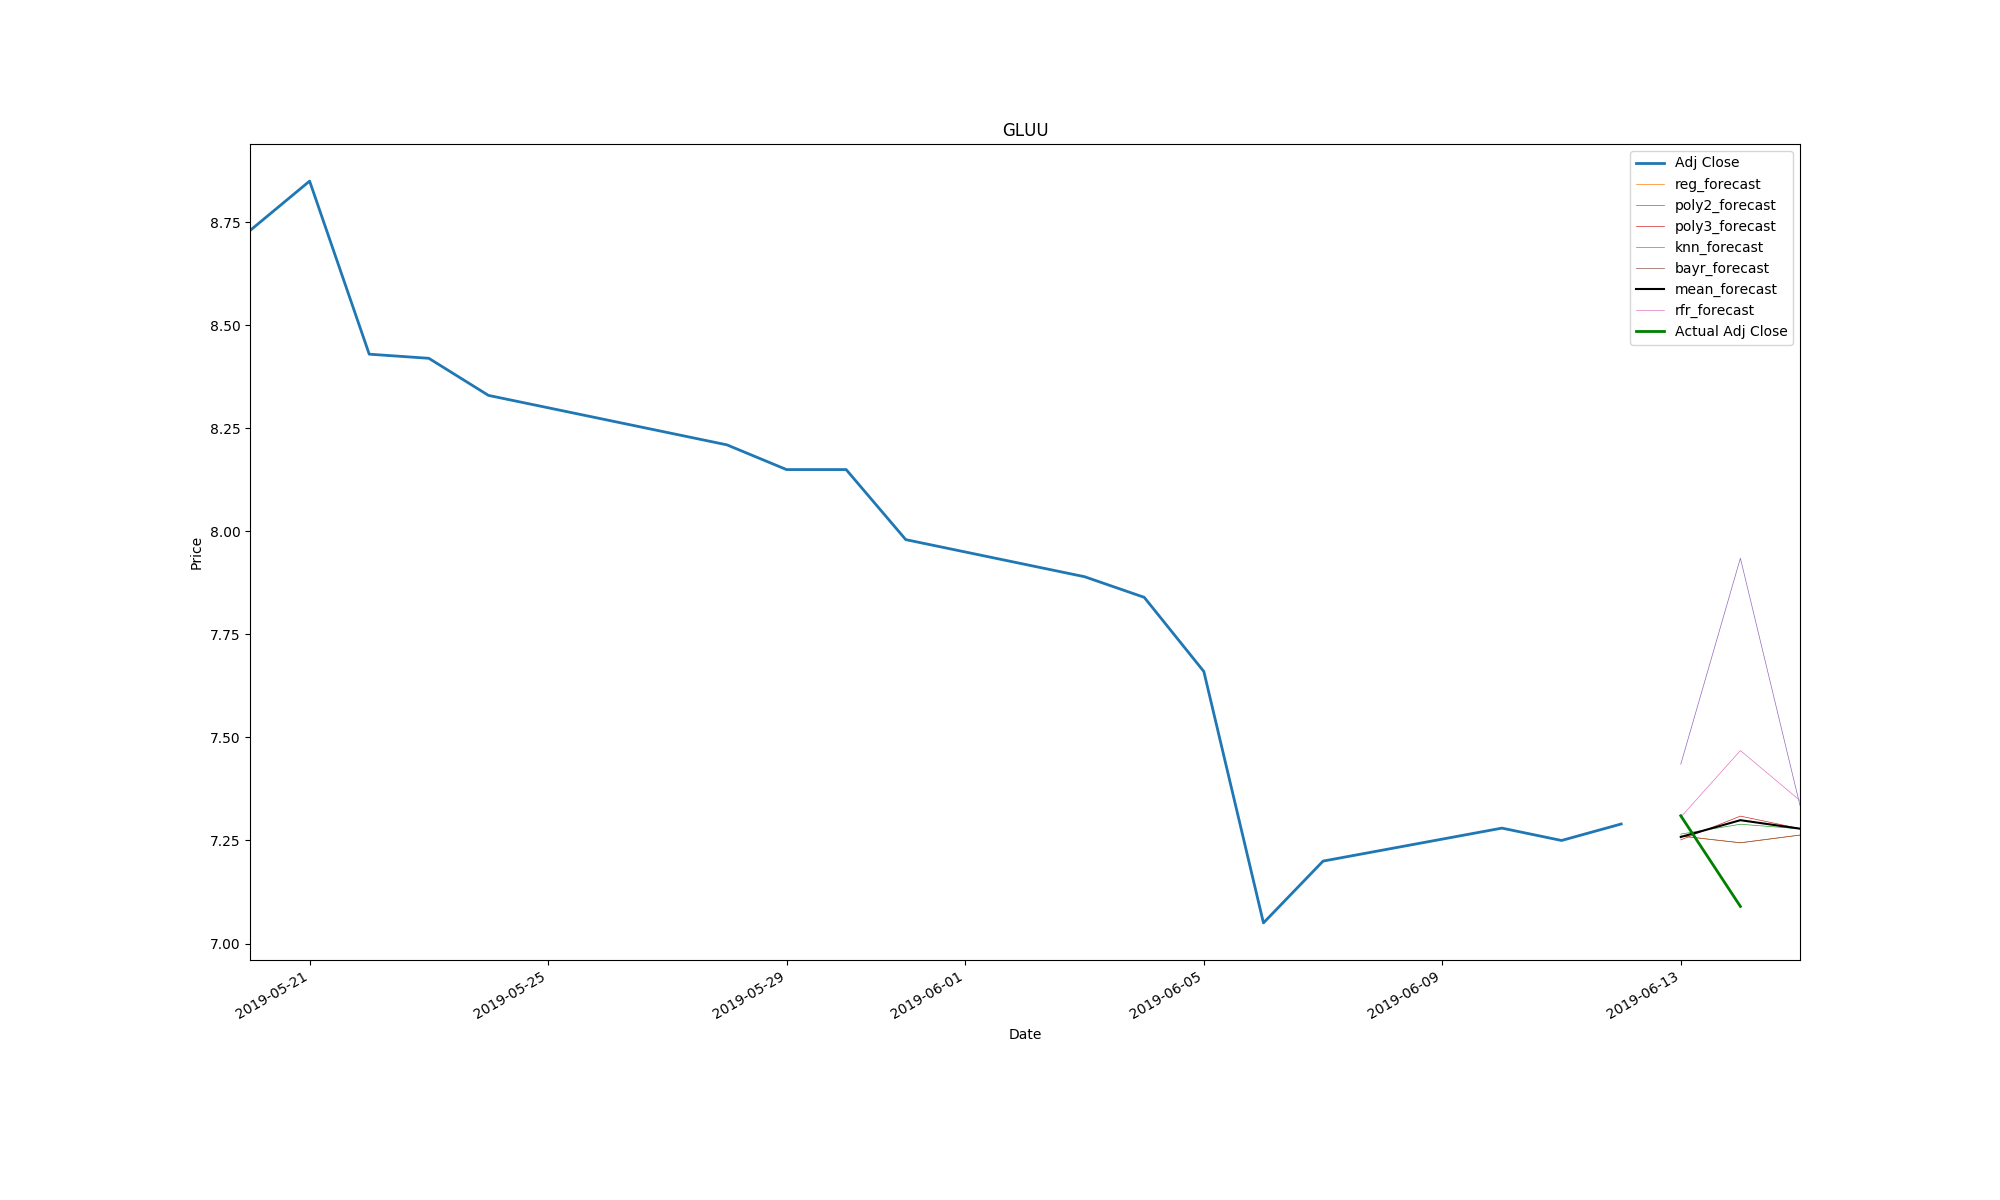 GLUU
Adj Close
reg_forecast
poly2_forecast
poly3_forecast
knn_forecast
bayr_forecast
mean_forecast
rfr_forecast
Actual Adj Close
8.75
8.50
8.25
8.00
7.75
7.50
7.25
7.00
Price
2019-05-21
2019-05-25
2019-05-29
2019-06-01
2019-06-05
2019-06-09
2019-06-13
Date